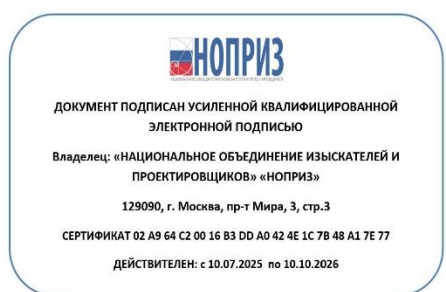 НОПРИЗ
ДОКУМЕНТ ПОДПИСАН УСИЛЕННОЙ КВАЛИФИЦИРОВАННОЙ
ЭЛЕКТРОННОЙ ПОДПИСЬЮ
Владелец: «НАЦИОНАЛЬНОЕ ОБЪЕДИНЕНИЕ ИЗЫСКАТЕЛЕЙ И
ПРОЕКТИРОВЩИКОВ» «НОПРИЗ»
129090, г. Москва, пр-т Мира, 3, стр.3
СЕРТИФИКАТ 02 A9 64 C2 00 16 B3 DD A0 42 4E 1C 7B 48 A1 7E 77
ДЕЙСТВИТЕЛЕН: с 10.07.2025 по 10.10.2026